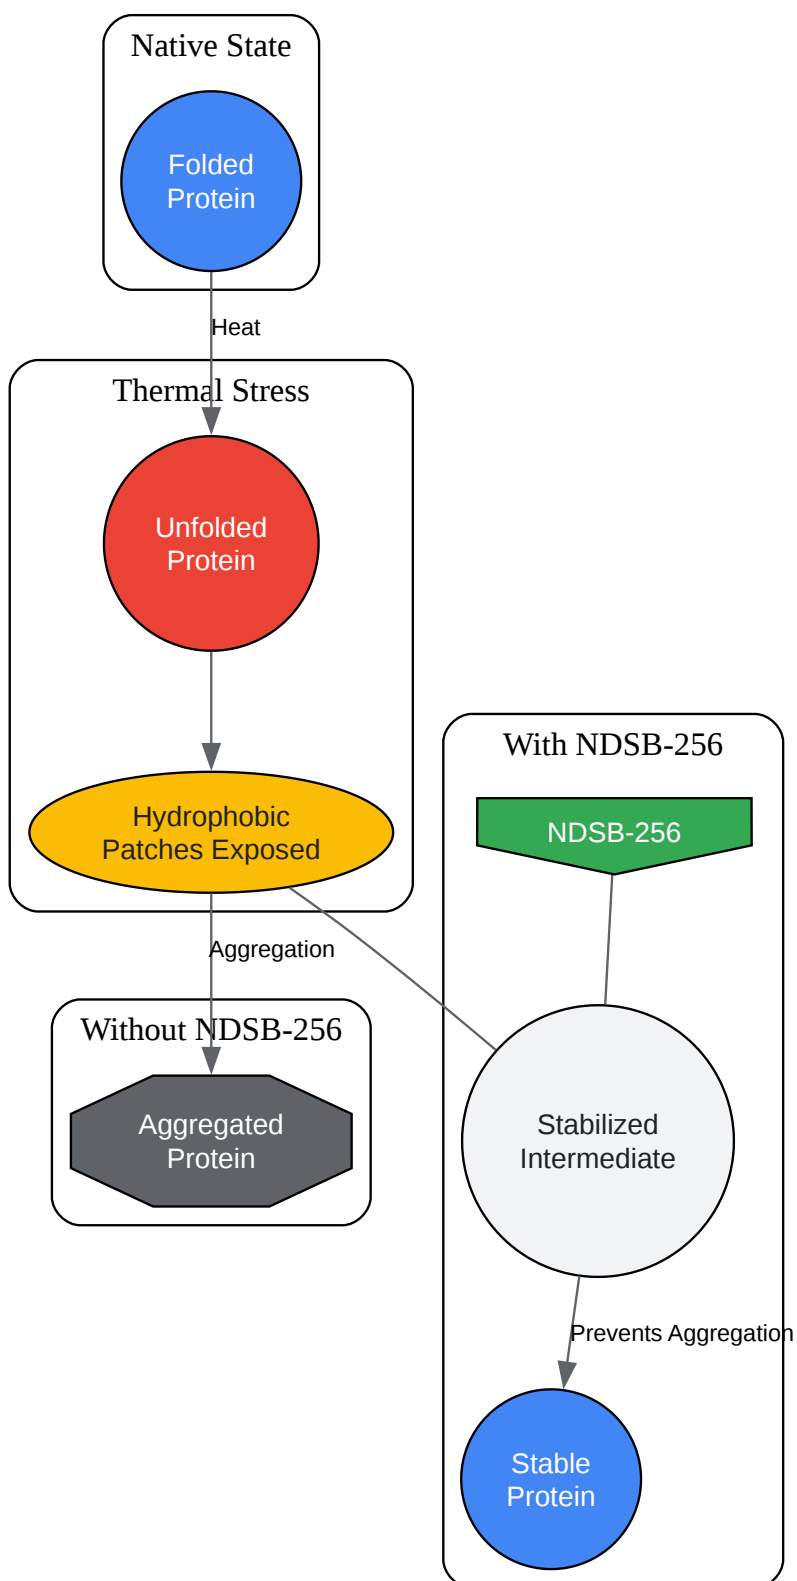 Native State
Folded
Protein
Heat
Thermal Stress
Unfolded
Protein
Hydrophobic
Patches Exposed
With NDSB-256
NDSB-256
Aggregation
Without NDSB-256
Aggregated
Protein
Stabilized
Intermediate
Prevents Aggregation
Stable
Protein